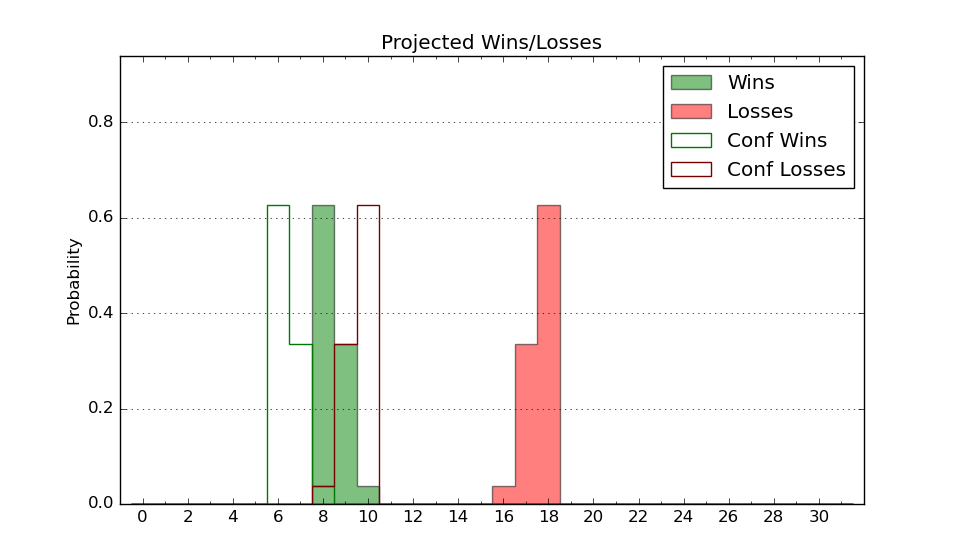 Projected Wins/Losses
Wins
Losses
Conf Wins
Conf Losses
Probability
0.8
0.6
0.4
0.2
0.0
0 2 4 6 8 10 12 14 16 18 20 22 24 26 28 30